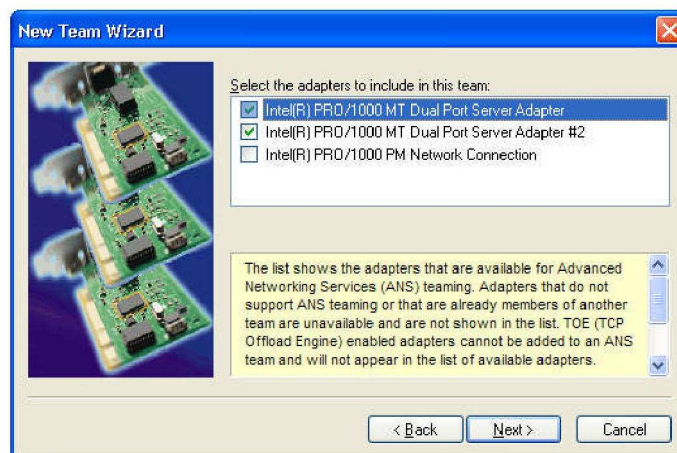 New Team Wizard
Select the adapters to include in this team:
Intel(R) PRO/1000 MT Dual Port Server Adapter
Intel(R) PRO/1000 MT Dual Port Server Adapter #2
Intel(R) PRO/1000 PM Network Connection
The list shows the adapters that are available for Advanced
Networking Services (ANS) teaming. Adapters that do not
support ANS teaming or that are already members of another
team are unavailable and are not shown in the list. TOE (TCP
Offload Engine) enabled adapters cannot be added to an ANS
team and will not appear in the list of available adapters.
< Back
Next >
Cancel